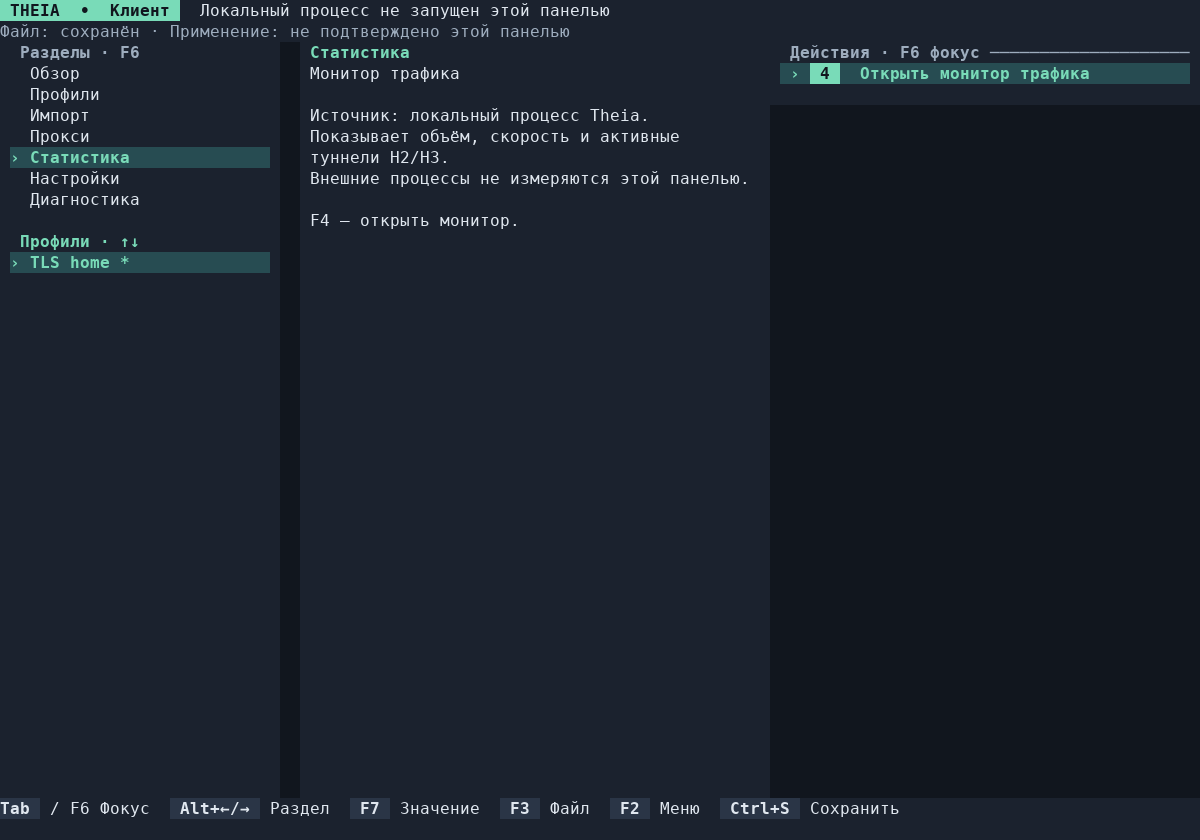 THEIA • Клиент Локальный процесс не запущен этой панелью
Файл: сохранён · Применение: не подтверждено этой панелью
Разделы · F6
Обзор
Профили
Импорт
Прокси
› Статистика
Настройки
Диагностика
Профили · ↑↓
› TLS home *
Статистика
Монитор трафика
Источник: локальный процесс Theia.
Показывает объём, скорость и активные
туннели H2/H3.
Внешние процессы не измеряются этой панелью.
F4 — открыть монитор.
Действия · F6 фокус
› 4 Открыть монитор трафика
Tab / F6 Фокус Alt+←/→ Раздел F7 Значение F3 Файл F2 Меню Ctrl+S Сохранить